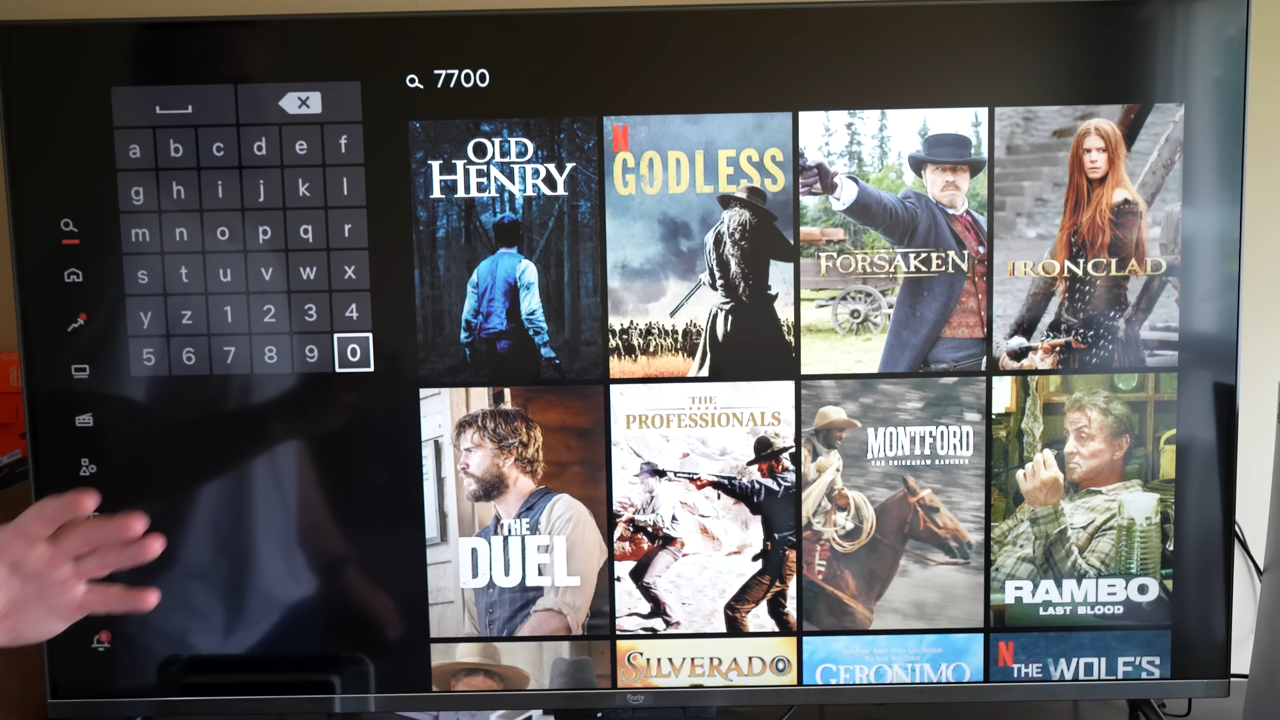 7700
a b c d e f
g h i j k l
m n o p q r
s t u v w x
y z 1 2 3 4
5 6 7 8 9 0
OLD
HENRY
N
GODLESS
FORSAKEN
IRONCLAD
THE
DUEL
THE
PROFESSIONALS
MONTFORD
THE CHICKASAW RANCHER
RAMBO
LAST BLOOD
SILVERADO
GERONIMO
N
THE WOLF'S
firetv